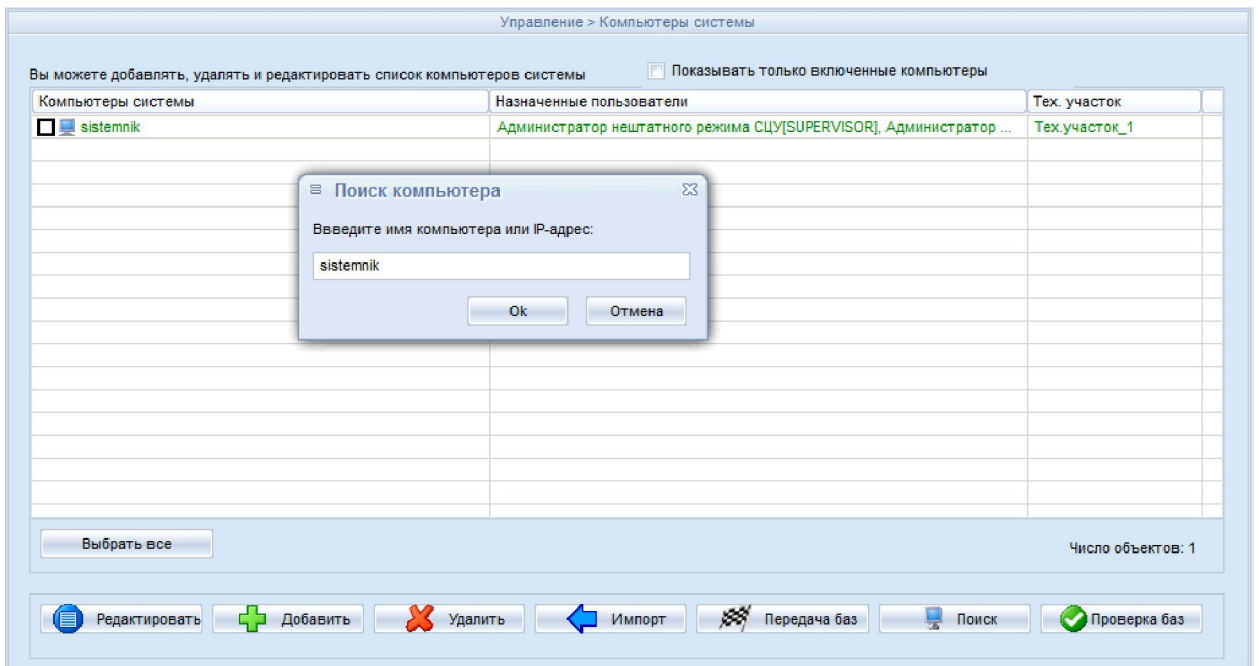 Управление > Компьютеры системы
Вы можете добавлять, удалять и редактировать список компьютеров системы
Показывать только включенные компьютеры
Компьютеры системы Назначенные пользователи Тех. участок
sistemnik Администратор нештатного режима СЦУ[SUPERVISOR], Администратор ... Тех.участок_1
Поиск компьютера
Ввведите имя компьютера или IP-адрес:
sistemnik
Ok Отмена
Выбрать все
Число объектов: 1
Редактировать Добавить Удалить Импорт Передача баз Поиск Проверка баз